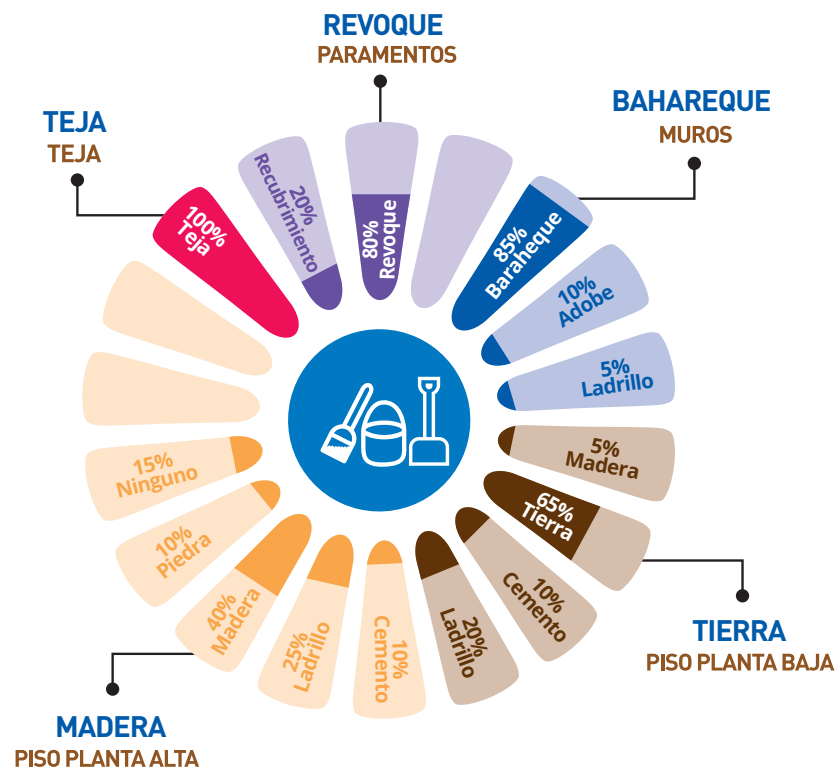 REVOQUE
PARAMENTOS
BAHAREQUE
MUROS
TEJA
TEJA
100%
Teja
20%
Recubrimiento
80%
Revoque
85%
Baraheque
10%
Adobe
5%
Ladrillo
5%
Madera
65%
Tierra
10%
Cemento
20%
Ladrillo
10%
Cemento
25%
Ladrillo
40%
Madera
10%
Piedra
15%
Ninguno
TIERRA
PISO PLANTA BAJA
MADERA
PISO PLANTA ALTA